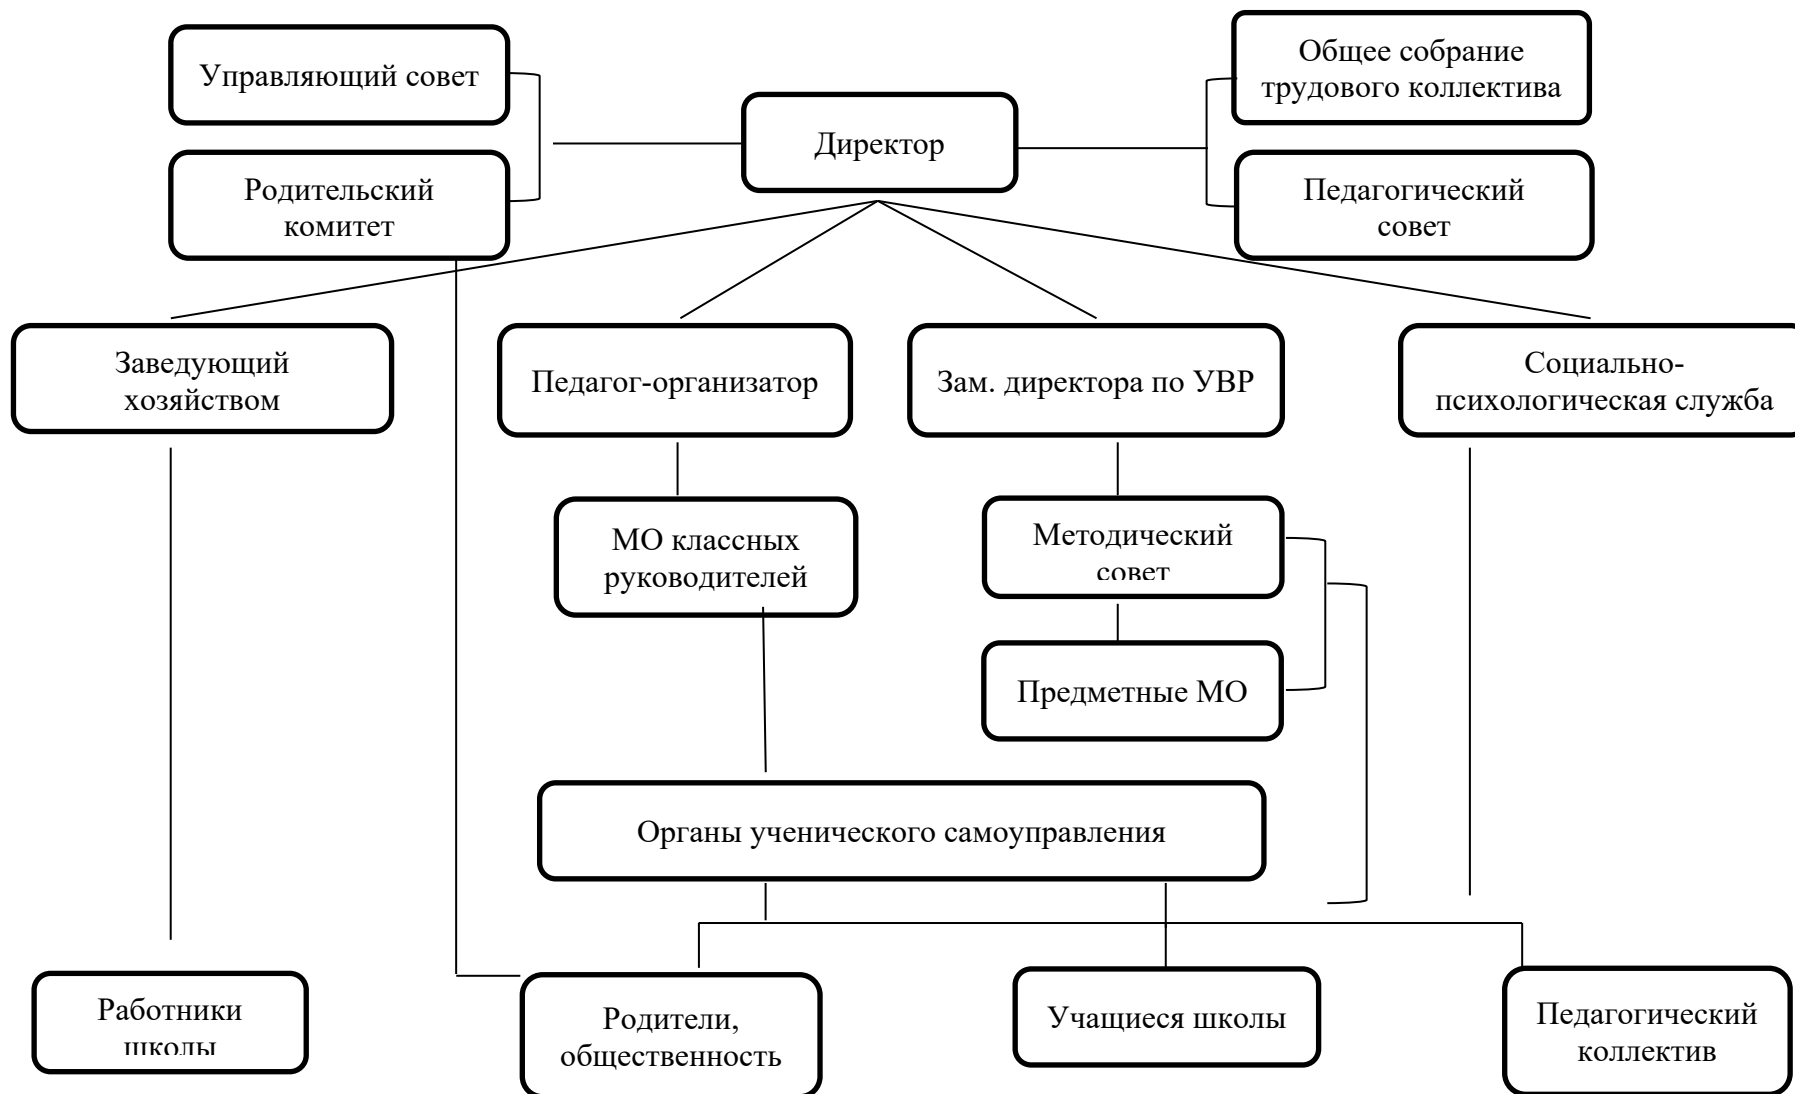 Управляющий совет
Общее собрание
трудового коллектива
Директор
Родительский
комитет
Педагогический
совет
Заведующий
хозяйством
Педагог-организатор
Зам. директора по УВР
Социально-
психологическая служба
МО классных
руководителей
Методический
совет
Предметные МО
Органы ученического самоуправления
Работники
школы
Родители,
общественность
Учащиеся школы
Педагогический
коллектив